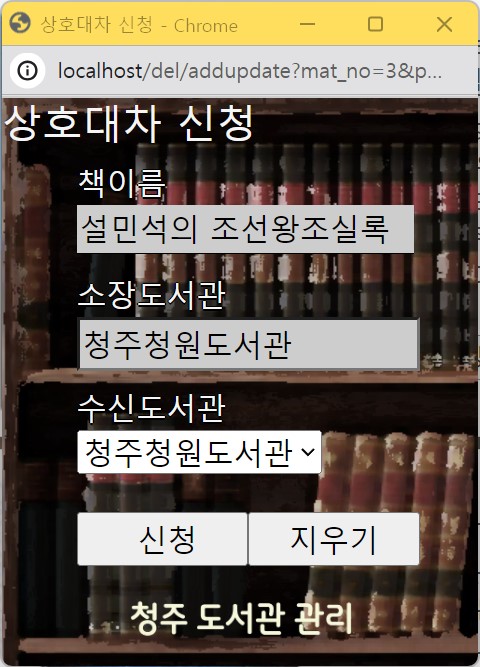 상호대차 신청 - Chrome
localhost/del/addupdate?mat_no=3&p...
상호대차 신청
책이름
설민석의 조선왕조실록
소장도서관
청주청원도서관
수신도서관
청주청원도서관
신청 지우기
청주 도서관 관리